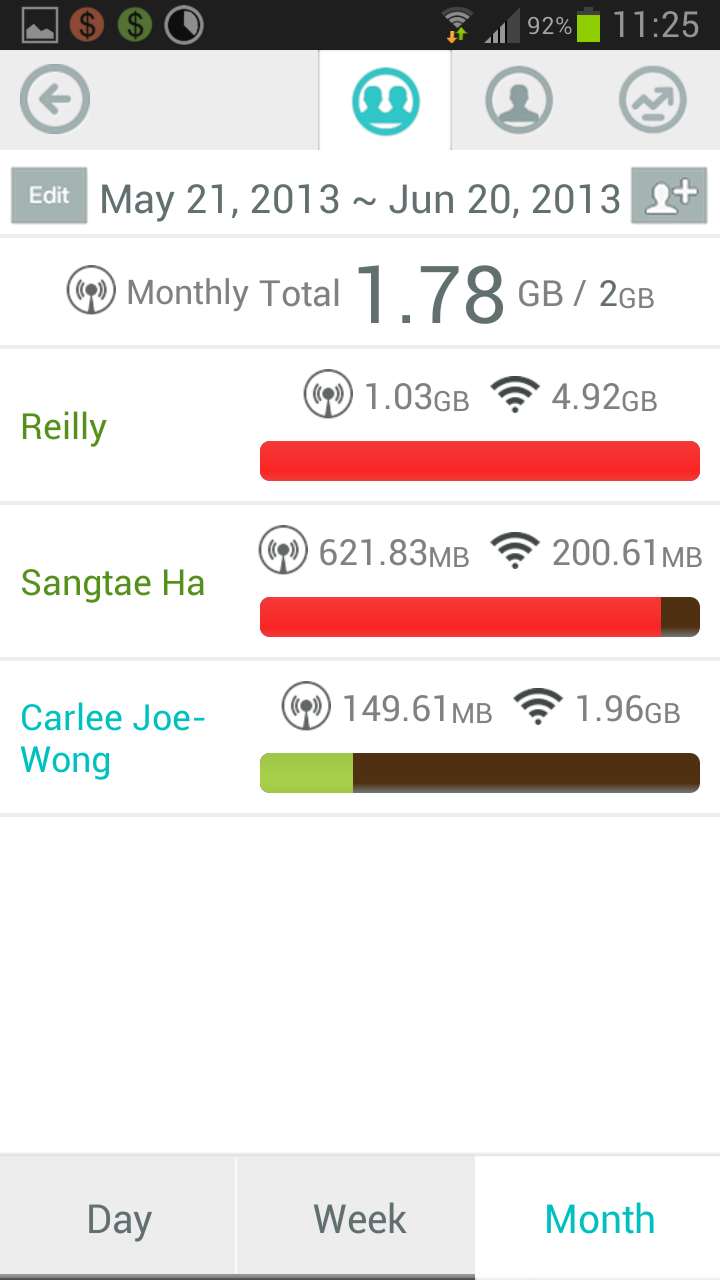 92% 11:25
Edit May 21, 2013 ~ Jun 20, 2013
Monthly Total 1.78 GB / 2GB
1.03GB 4.92GB
Reilly
621.83MB 200.61MB
Sangtae Ha
149.61MB 1.96GB
Carlee Joe-
Wong
Day Week Month